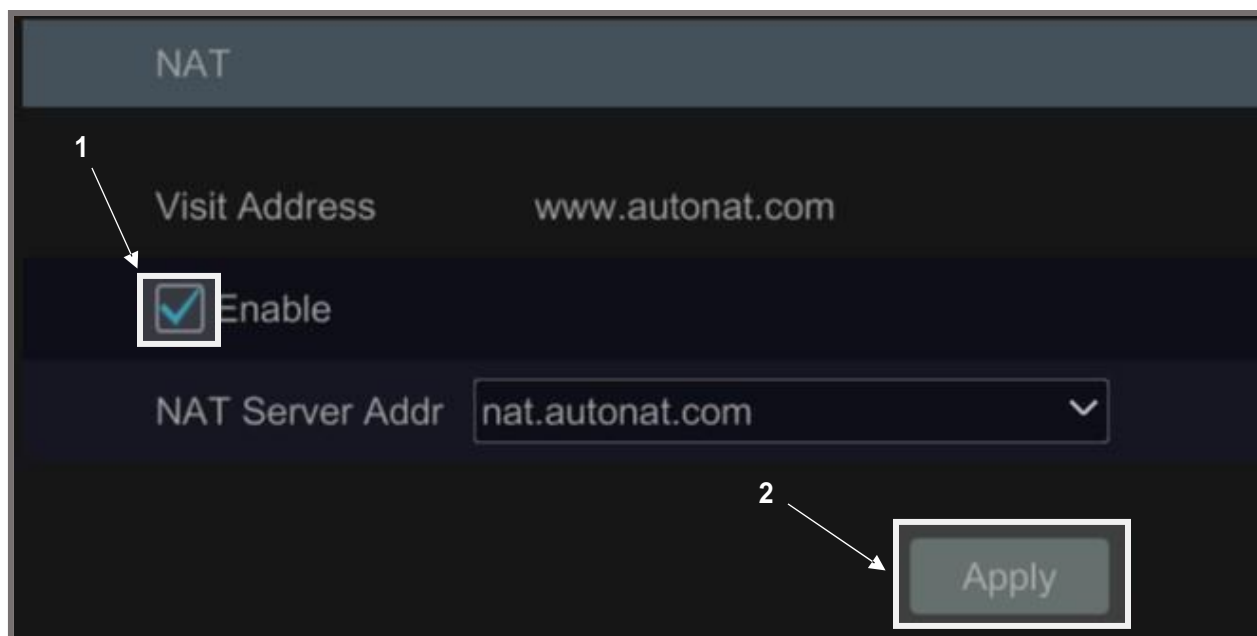 NAT
1
Visit Address www.autonat.com
Enable
NAT Server Addr nat.autonat.com
2
Apply